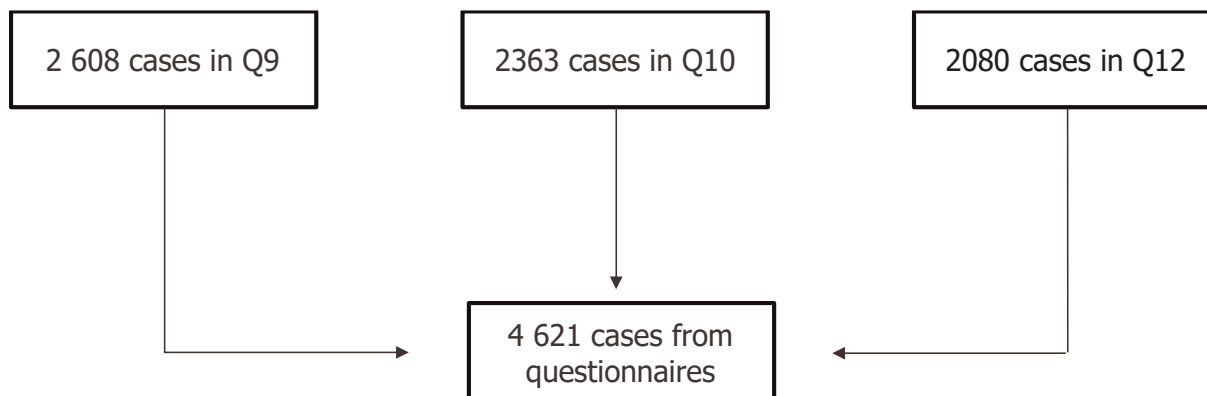 2 608 cases in Q9
2363 cases in Q10
2080 cases in Q12
4 621 cases from
questionnaires